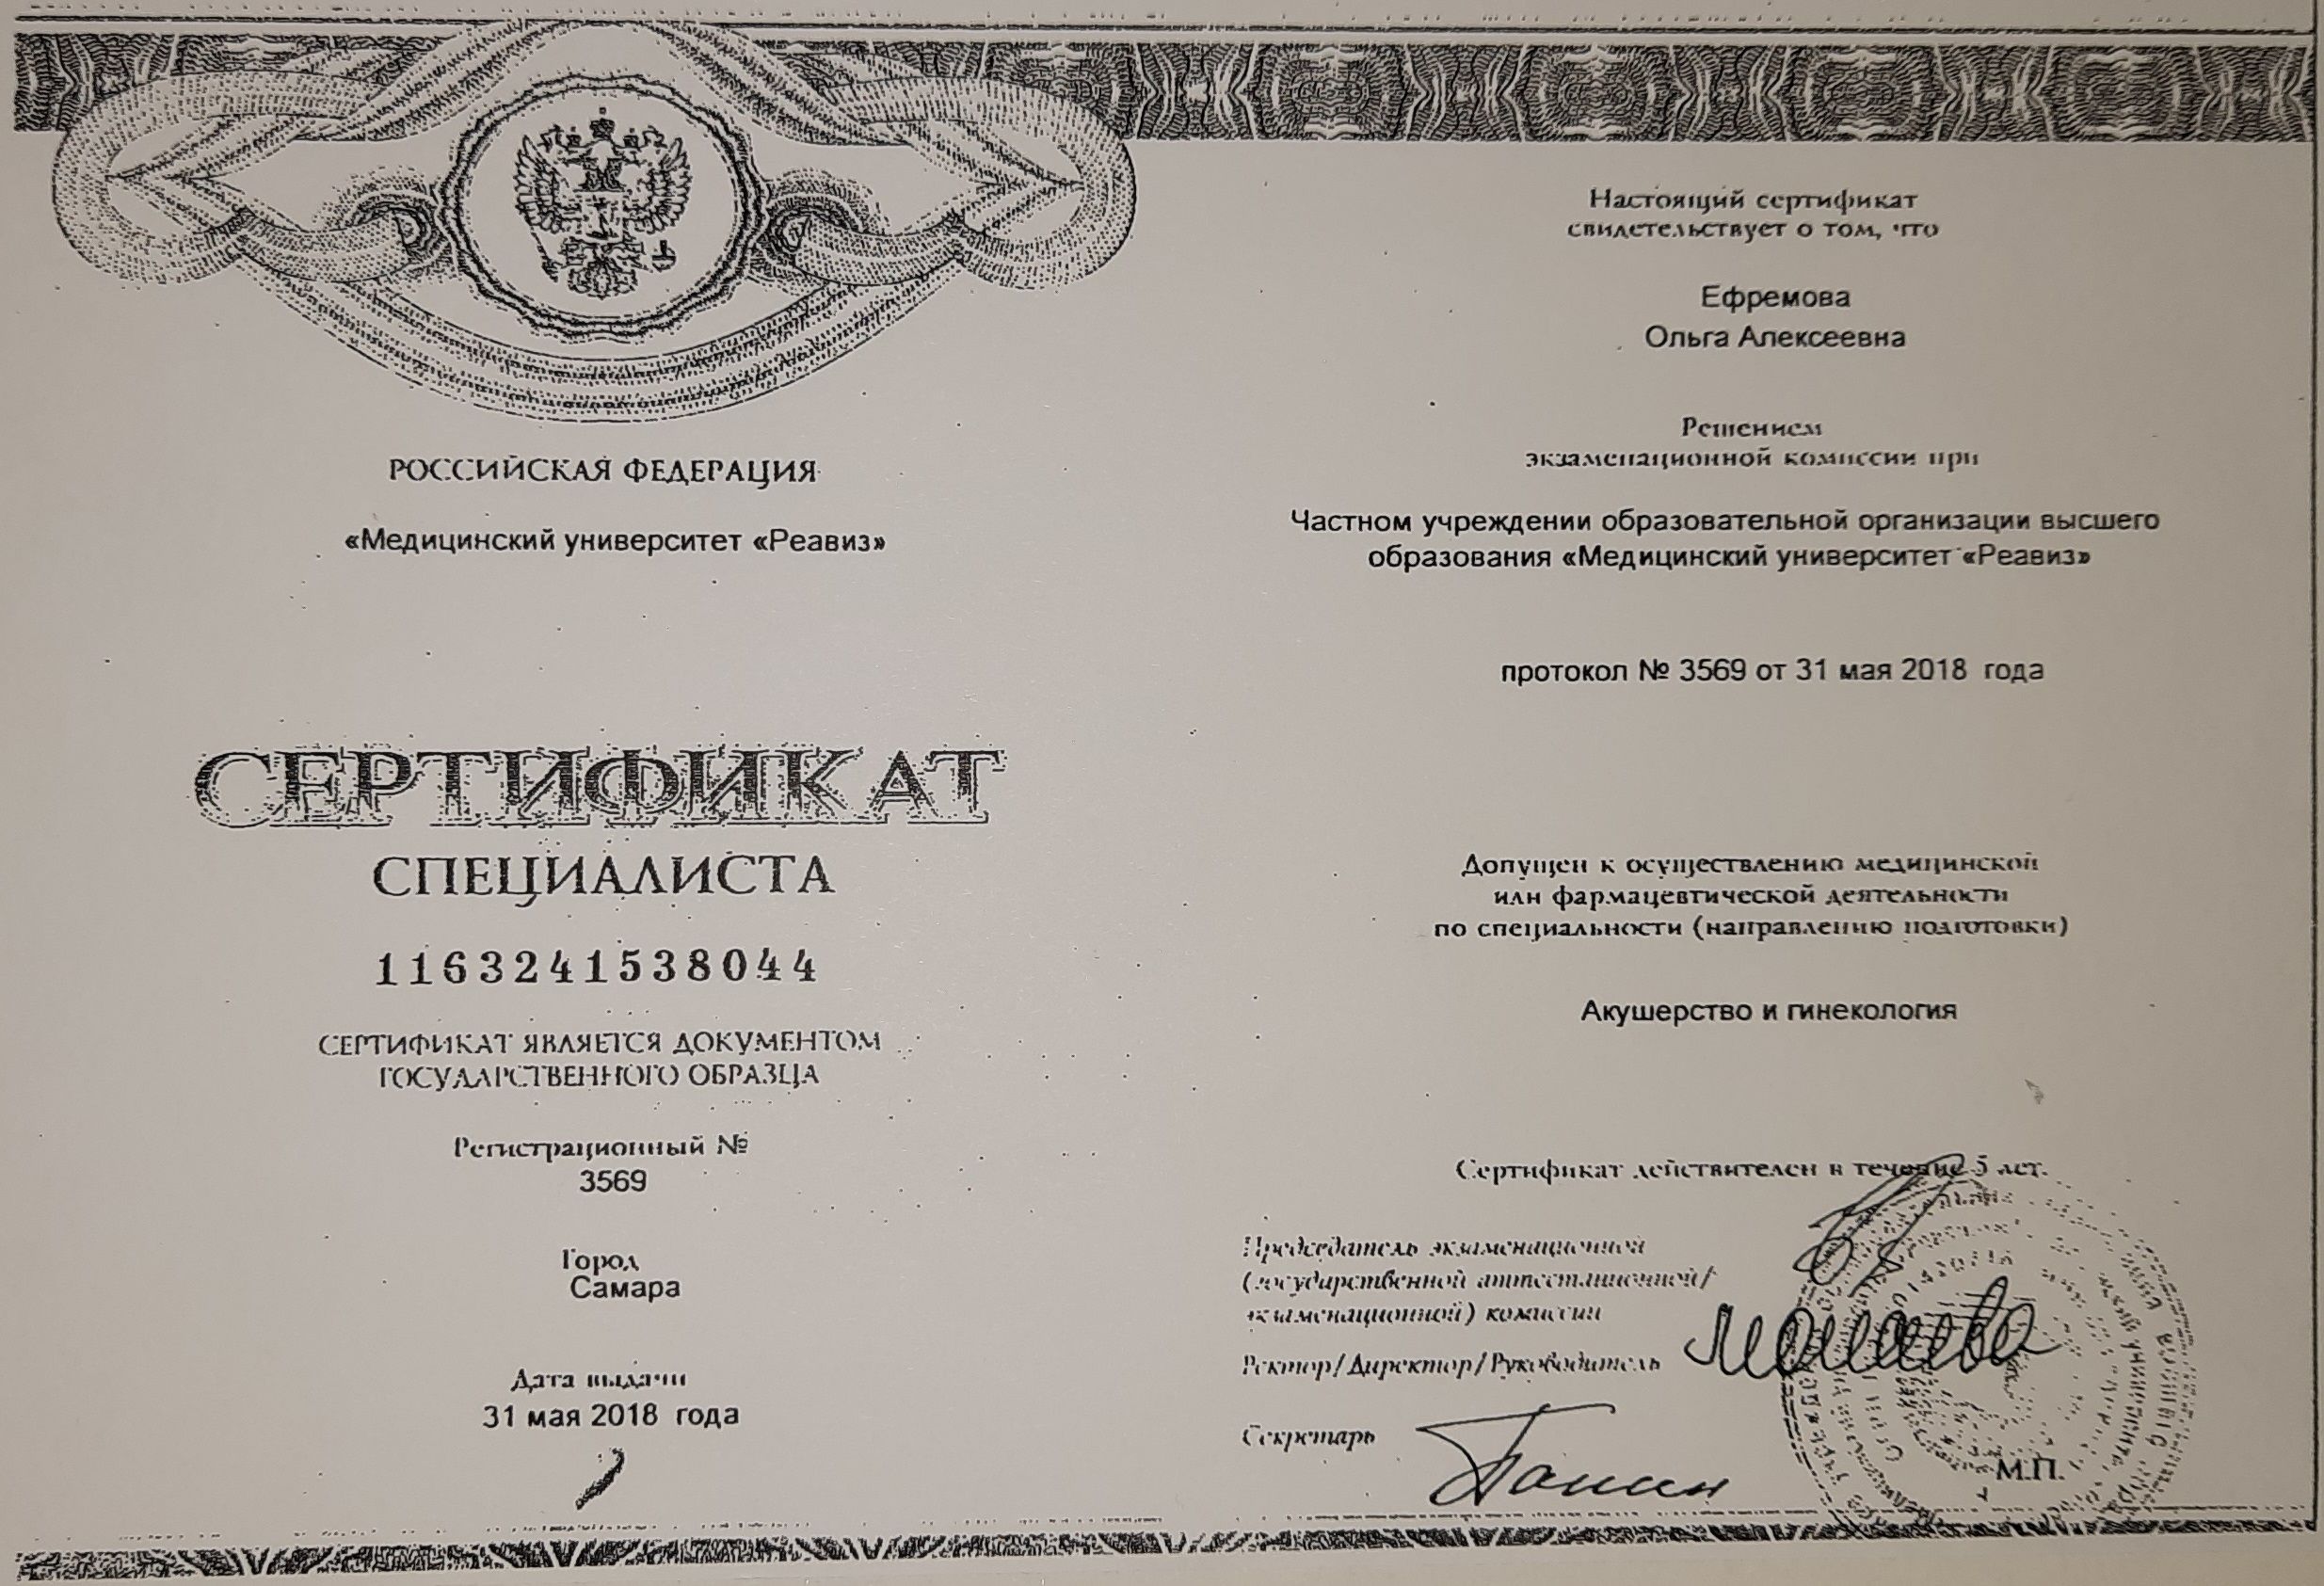 РОССИЙСКАЯ ФЕДЕРАЦИЯ
«Медицинский университет «Реавиз»
СЕРТИФИКАТ
СПЕЦИАЛИСТА
1163241538044
СЕРТИФИКАТ ЯВЛЯЕТСЯ ДОКУМЕНТОМ
ГОСУДАРСТВЕННОГО ОБРАЗЦА
Регистрационный №
3569
Город
Самара
Дата выдачи
31 мая 2018 года
Настоящий сертификат
свидетельствует о том, что
Ефремова
Ольга Алексеевна
Решением
экзаменационной комиссии при
Частном учреждении образовательной организации высшего
образования «Медицинский университет «Реавиз»
протокол № 3569 от 31 мая 2018 года
Допущен к осуществлению медицинской
или фармацевтической деятельности
по специальности (направлению подготовки)
Акушерство и гинекология
Сертификат действителен в течение 5 лет.
Председатель экзаменационной
(государственной аттестационной/
экзаменационной) комиссии
Ректор/Директор/Руководитель
Секретарь
М.П.